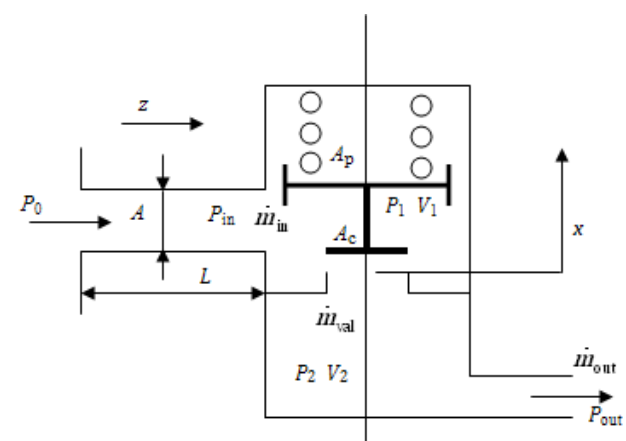 z
A_p
P_0
A
P_in
ṁ_in
P_1 V_1
A_c
x
L
ṁ_val
P_2 V_2
ṁ_out
P_out